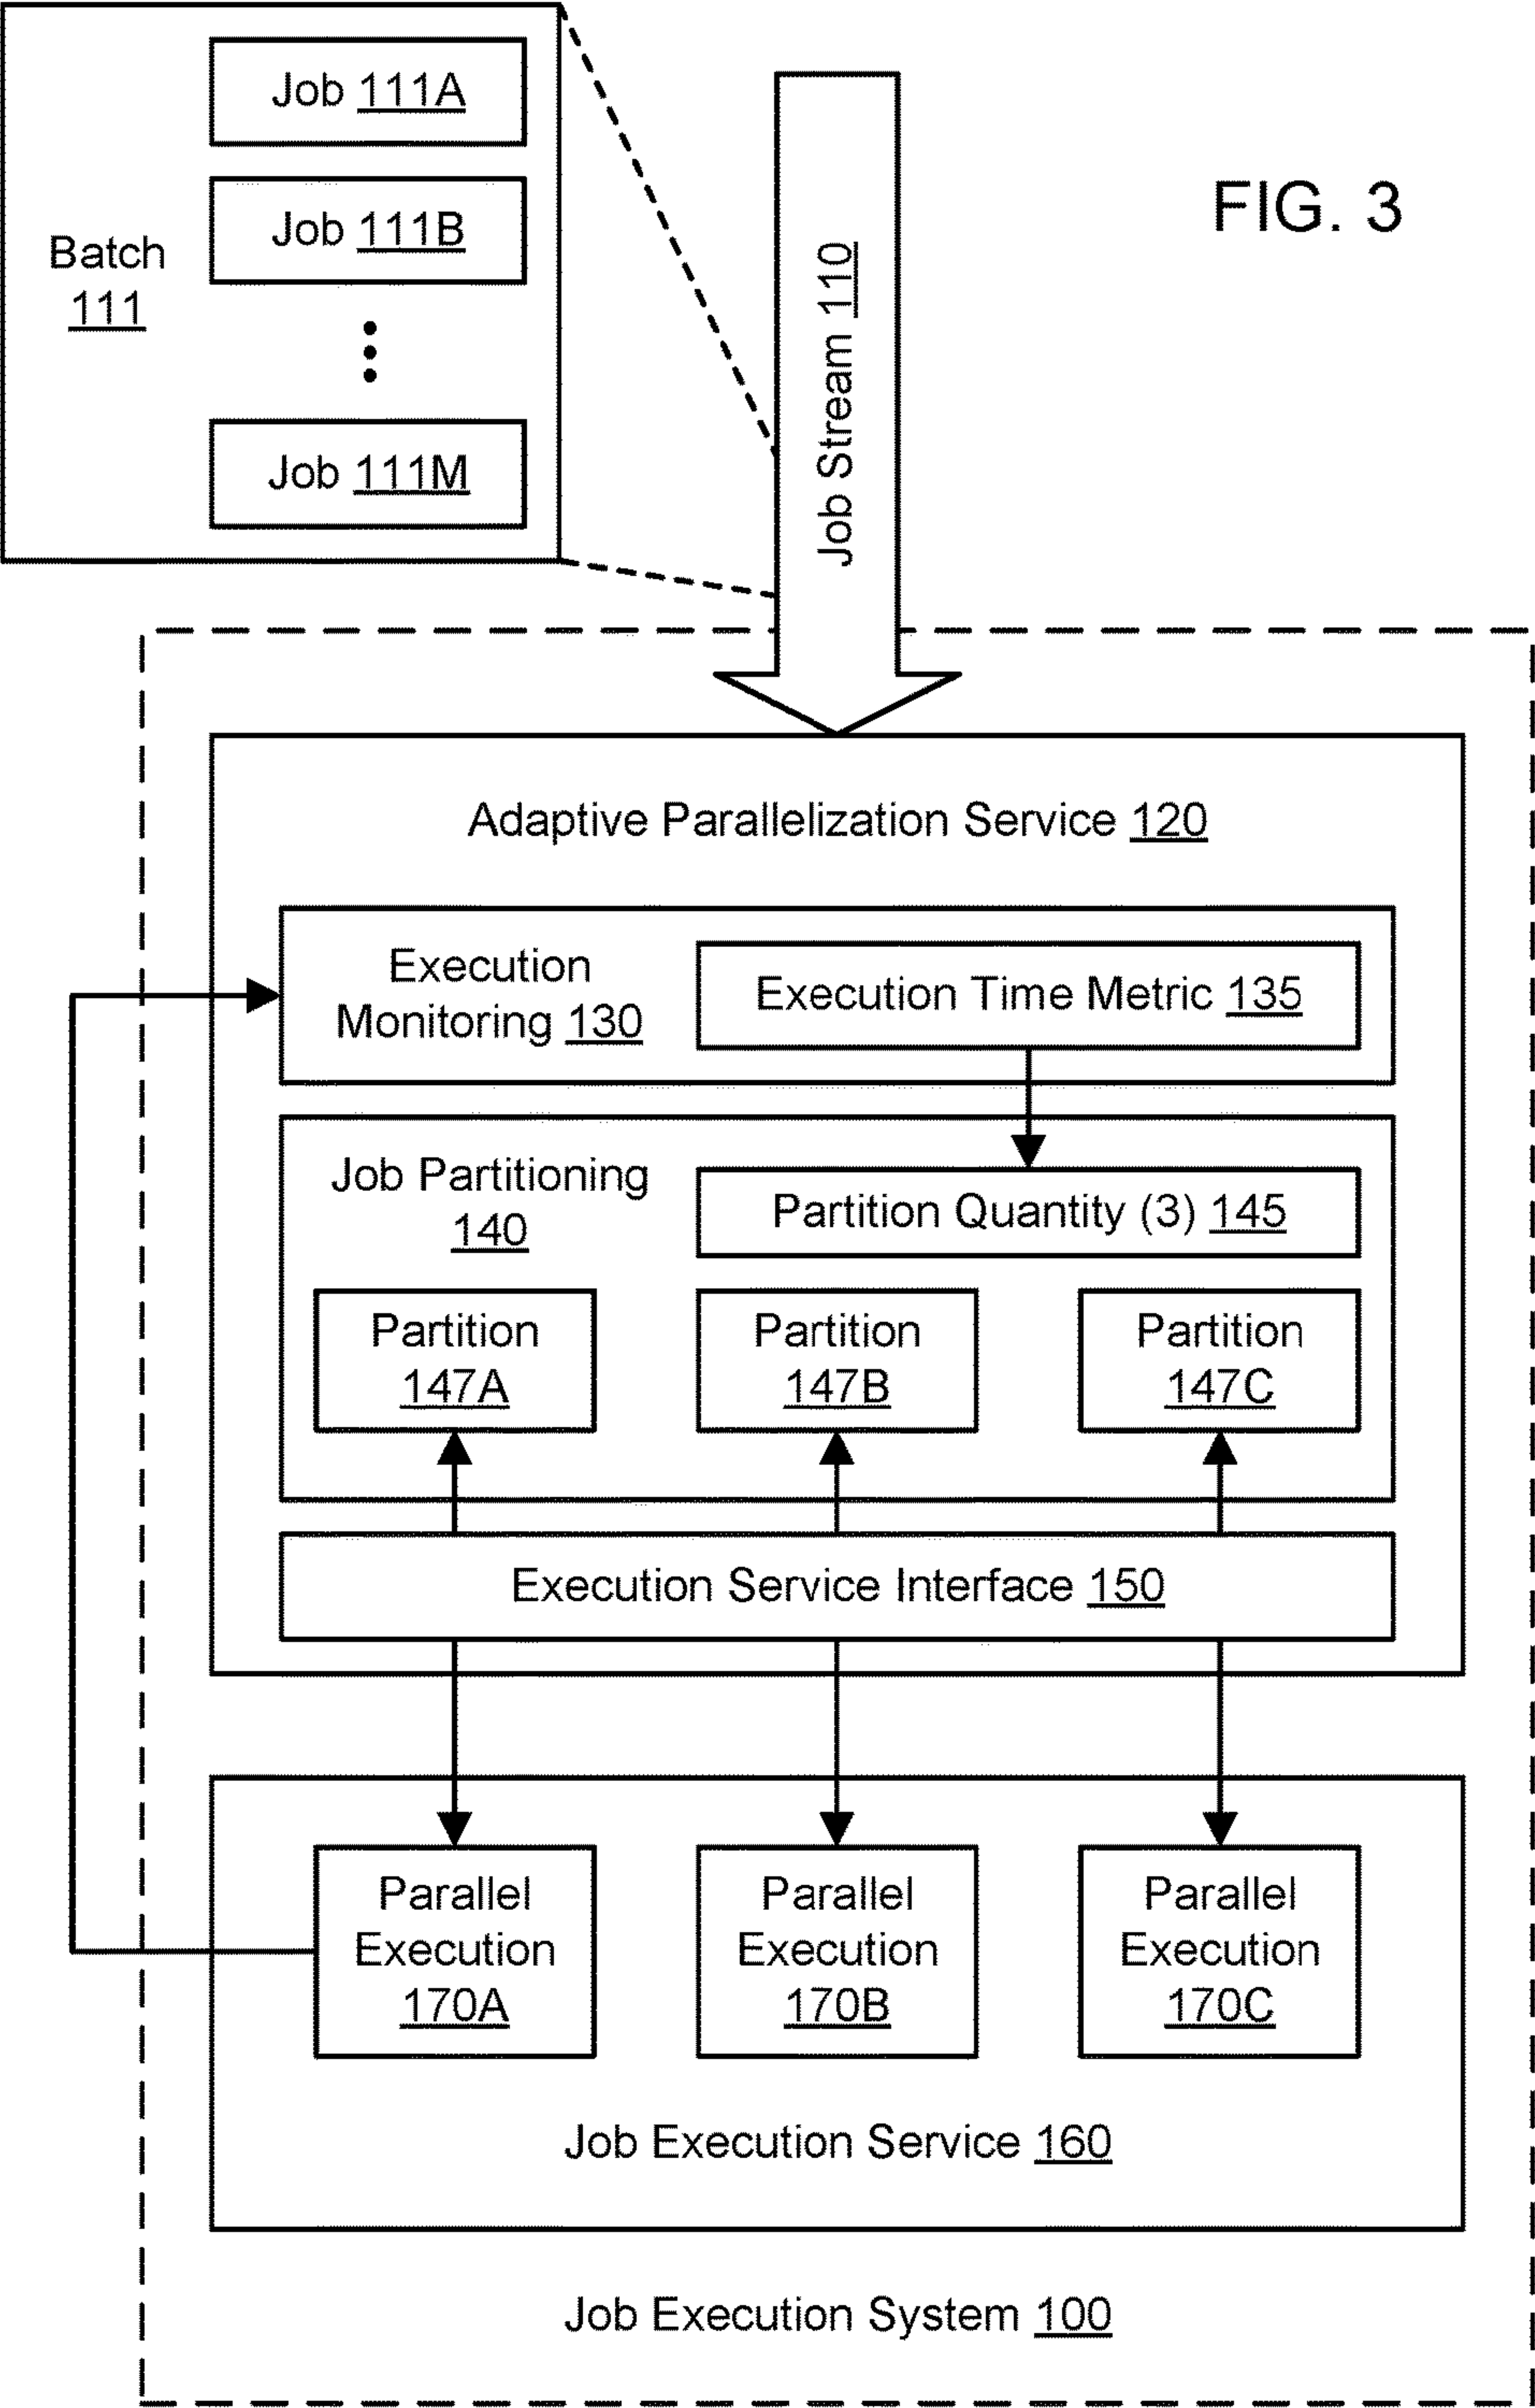 Job 111A
Job 111B
Batch
111
Job 111M
Job Stream 110
FIG. 3
Adaptive Parallelization Service 120
Execution
Monitoring 130
Execution Time Metric 135
Job Partitioning
140
Partition Quantity (3) 145
Partition
147A
Partition
147B
Partition
147C
Execution Service Interface 150
Parallel
Execution
170A
Parallel
Execution
170B
Parallel
Execution
170C
Job Execution Service 160
Job Execution System 100